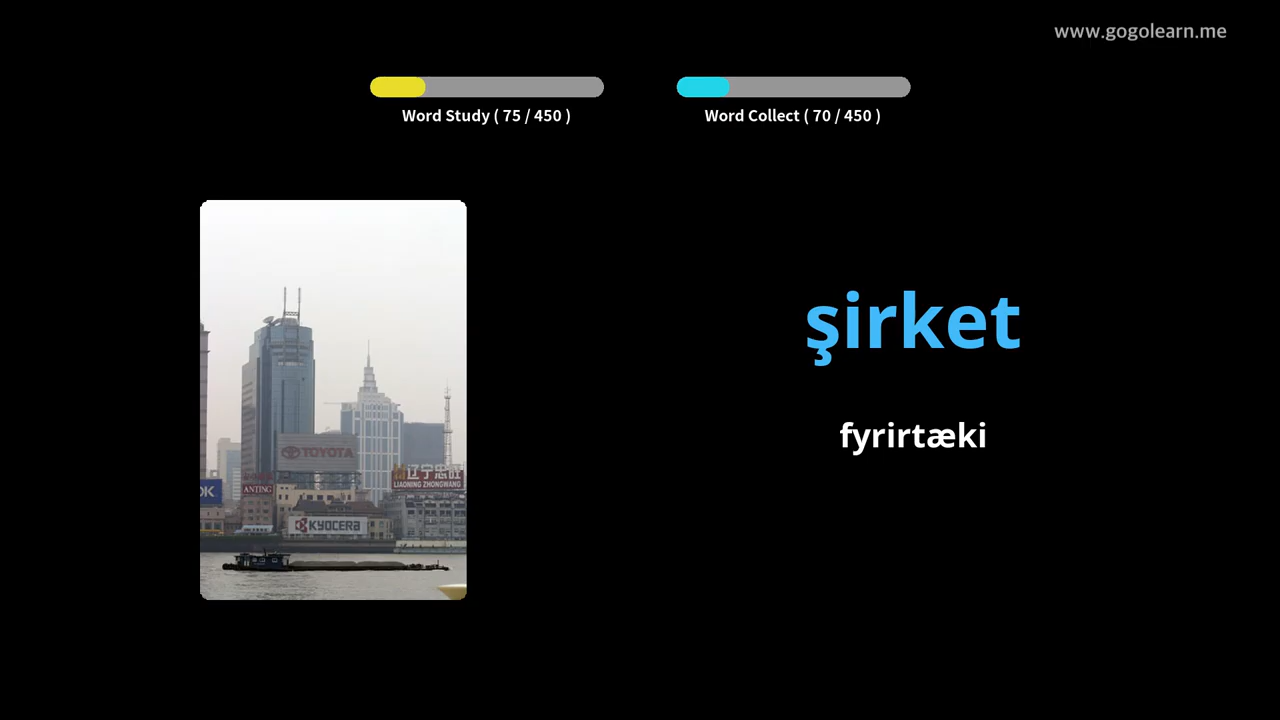 www.gogolearn.me
Word Study ( 75 / 450 )
Word Collect ( 70 / 450 )
şirket
fyrirtæki
TOYOTA
辽宁忠旺
LIAONING ZHONGWANG
OK
ANTING
KYOCERA